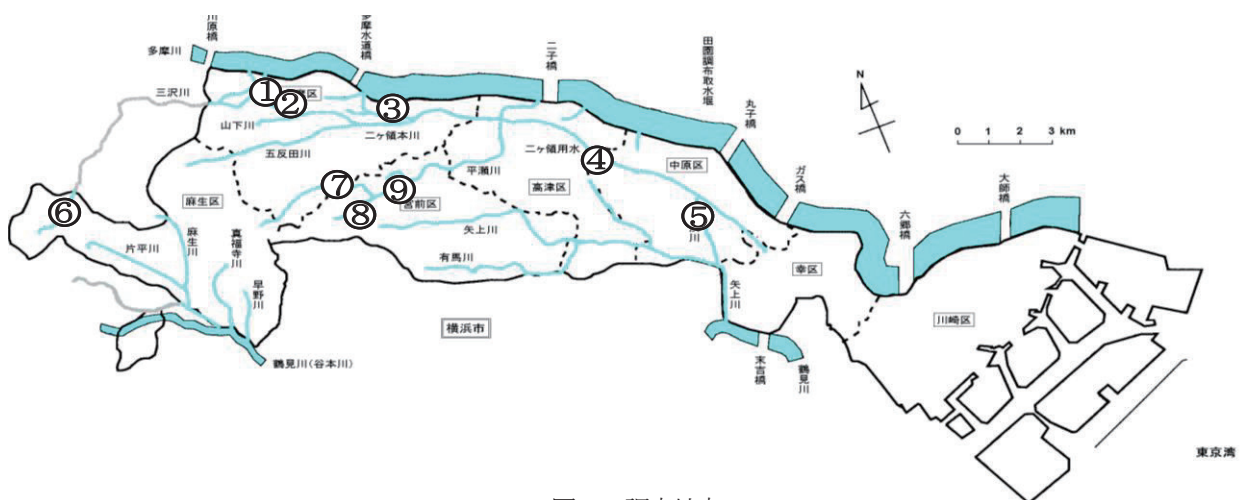 川原橋
多摩川
多摩水道橋
二子橋
田園調布取水堰
丸子橋
ガス橋
六郷橋
大師橋
N
0 1 2 3 km
三沢川
①
②
③
区
山下川
二ヶ領本川
五反田川
二ヶ領用水
④
中原区
平瀬川
高津区
⑦
⑨
⑧
宮前区
麻生区
⑥
⑤
川
矢上川
有馬川
片平川
麻生川
真福寺川
早野川
幸区
矢上川
川崎区
横浜市
鶴見川(谷本川)
末吉橋
鶴見川
東京湾